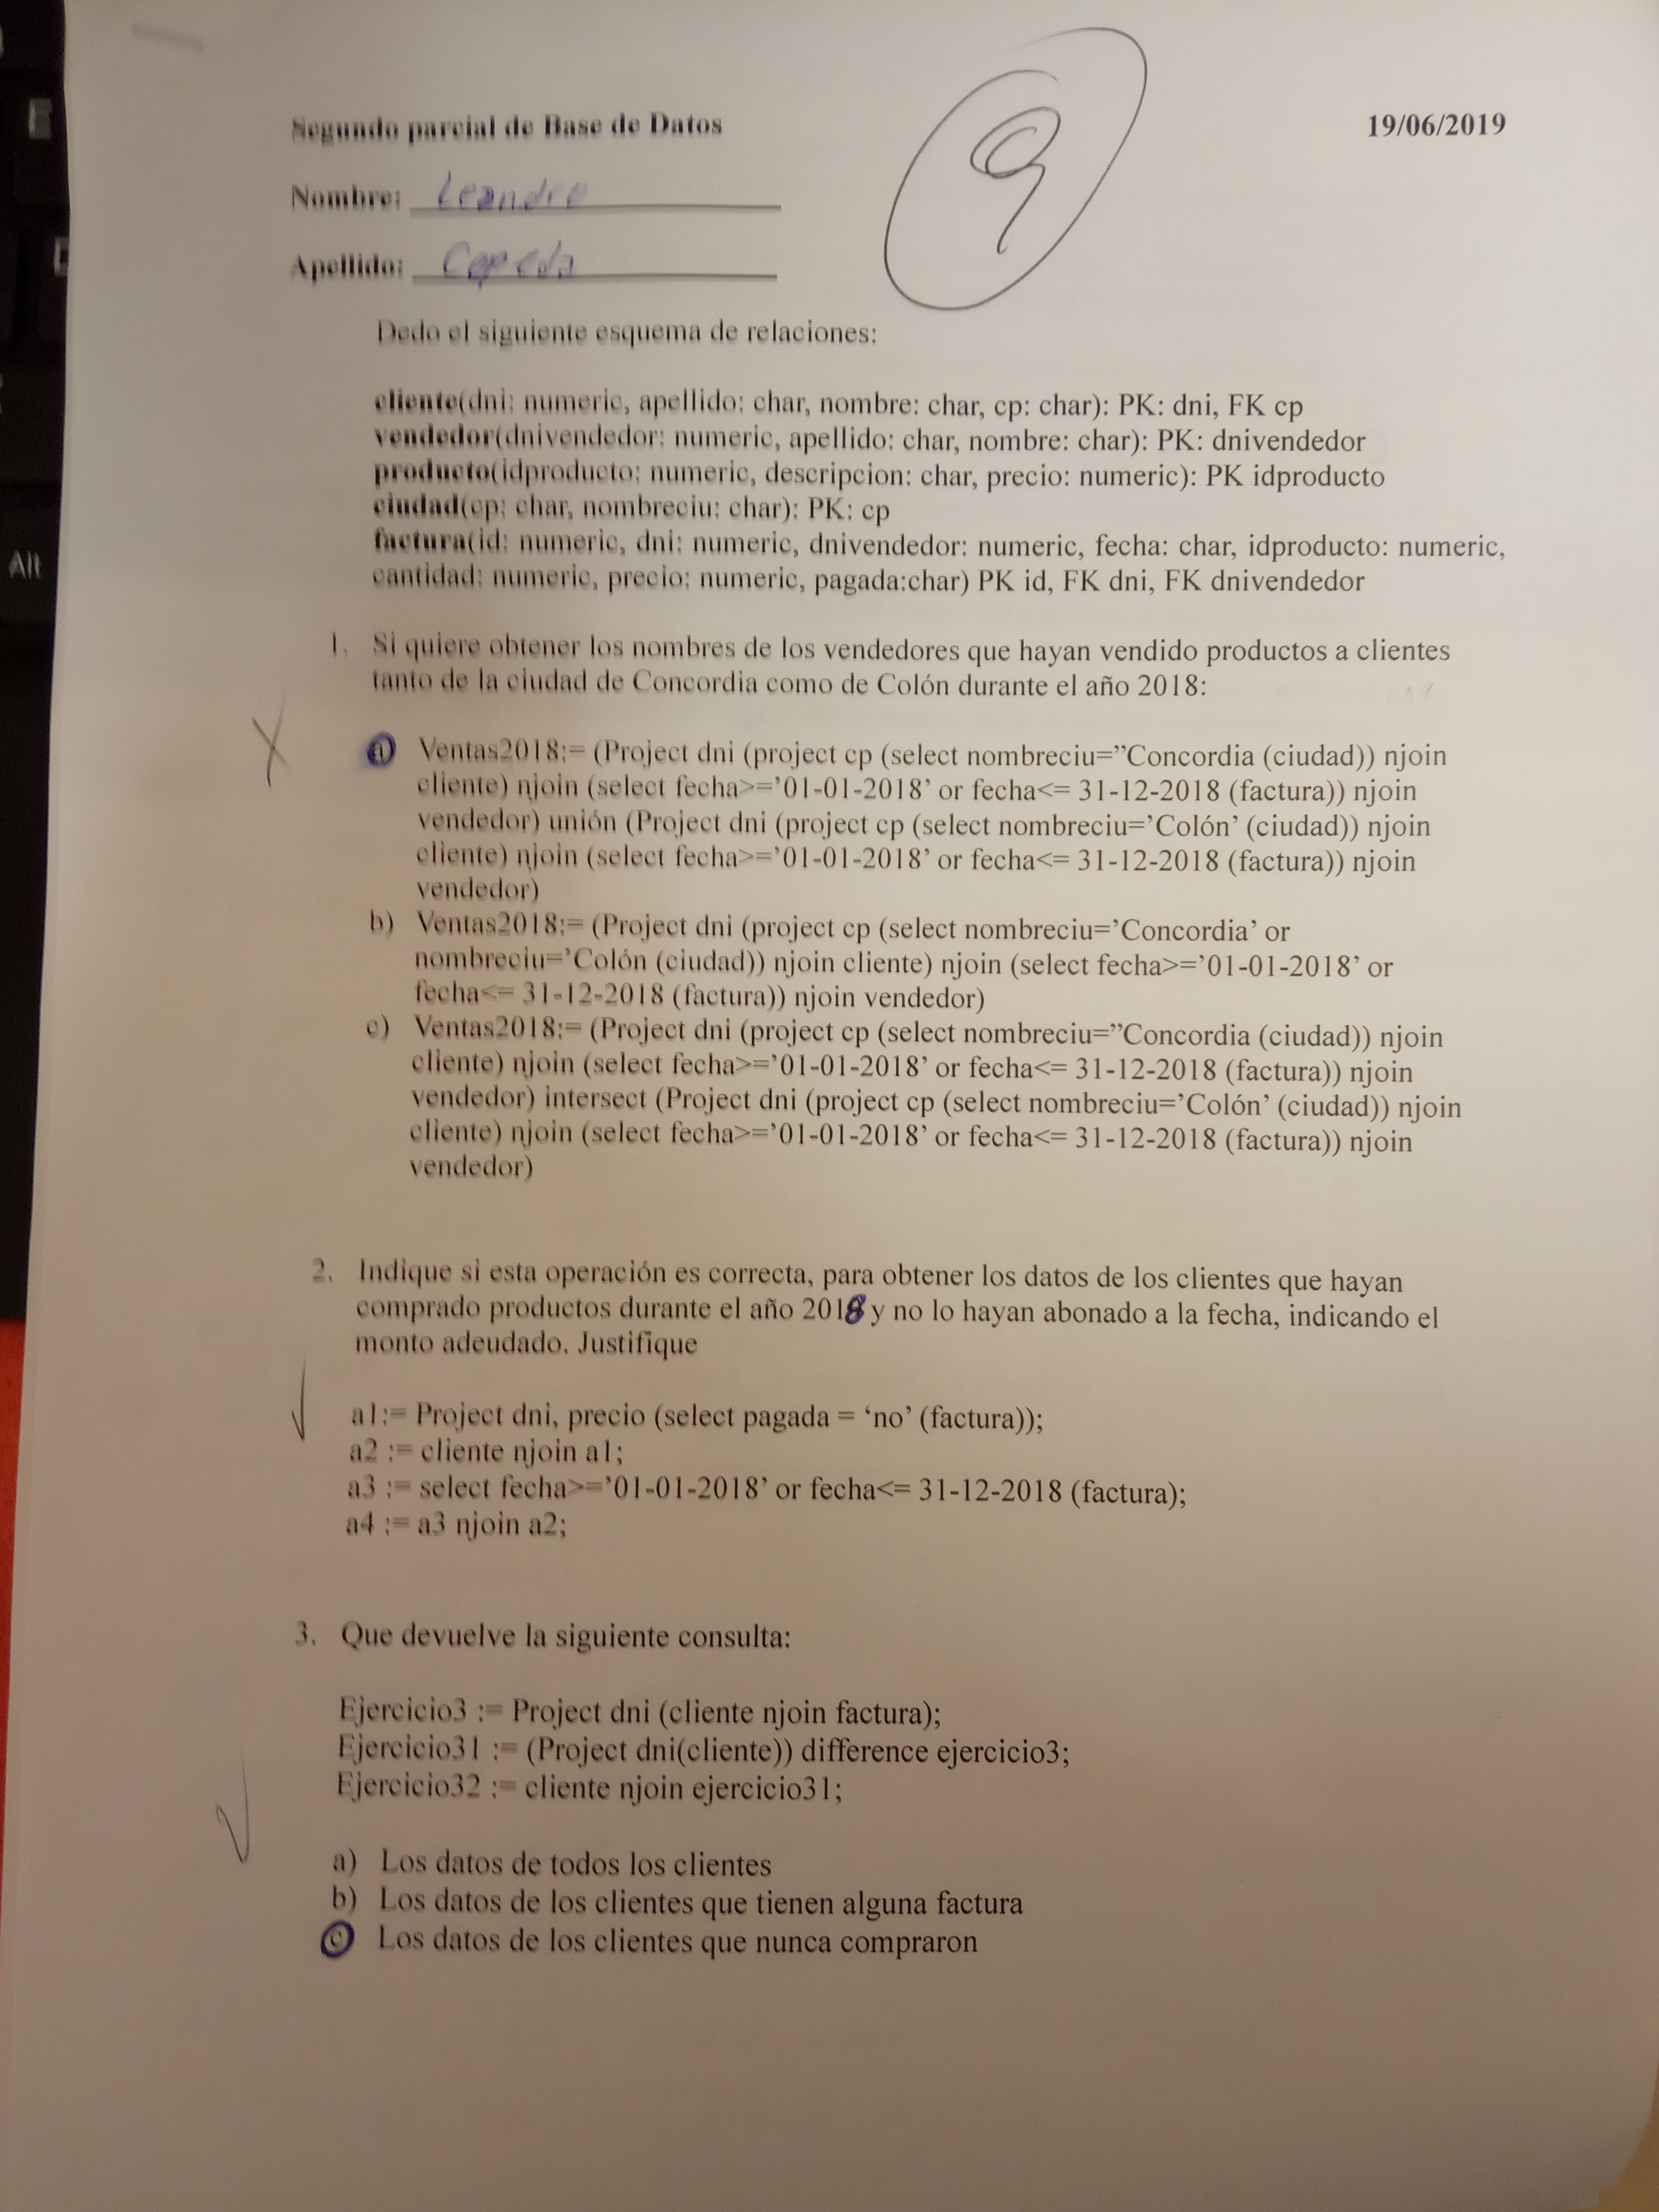 Segundo parcial de Base de Datos
19/06/2019
9
Nombre: Leandro
Apellido: Cepeda
Dedo el siguiente esquema de relaciones:
cliente(dni: numeric, apellido: char, nombre: char, cp: char): PK: dni, FK cp
vendedor(dnivendedor: numeric, apellido: char, nombre: char): PK: dnivendedor
producto(idproducto: numeric, descripcion: char, precio: numeric): PK idproducto
ciudad(cp: char, nombreciu: char): PK: cp
factura(id: numeric, dni: numeric, dnivendedor: numeric, fecha: char, idproducto: numeric,
cantidad: numeric, precio: numeric, pagada:char) PK id, FK dni, FK dnivendedor
1. Si quiere obtener los nombres de los vendedores que hayan vendido productos a clientes
tanto de la ciudad de Concordia como de Colón durante el año 2018:
a) Ventas2018:= (Project dni (project cp (select nombreciu=”Concordia (ciudad)) njoin
cliente) njoin (select fecha>=’01-01-2018’ or fecha<= 31-12-2018 (factura)) njoin
vendedor) unión (Project dni (project cp (select nombreciu=’Colón’ (ciudad)) njoin
cliente) njoin (select fecha>=’01-01-2018’ or fecha<= 31-12-2018 (factura)) njoin
vendedor)
b) Ventas2018:= (Project dni (project cp (select nombreciu=’Concordia’ or
nombreciu=’Colón (ciudad)) njoin cliente) njoin (select fecha>=’01-01-2018’ or
fecha<= 31-12-2018 (factura)) njoin vendedor)
c) Ventas2018:= (Project dni (project cp (select nombreciu=”Concordia (ciudad)) njoin
cliente) njoin (select fecha>=’01-01-2018’ or fecha<= 31-12-2018 (factura)) njoin
vendedor) intersect (Project dni (project cp (select nombreciu=’Colón’ (ciudad)) njoin
cliente) njoin (select fecha>=’01-01-2018’ or fecha<= 31-12-2018 (factura)) njoin
vendedor)
2. Indique si esta operación es correcta, para obtener los datos de los clientes que hayan
comprado productos durante el año 2018 y no lo hayan abonado a la fecha, indicando el
monto adeudado. Justifique
a1:= Project dni, precio (select pagada = ‘no’ (factura));
a2 := cliente njoin a1;
a3 := select fecha>=’01-01-2018’ or fecha<= 31-12-2018 (factura);
a4 := a3 njoin a2;
3. Que devuelve la siguiente consulta:
Ejercicio3 := Project dni (cliente njoin factura);
Ejercicio31 := (Project dni(cliente)) difference ejercicio3;
Ejercicio32 := cliente njoin ejercicio31;
a) Los datos de todos los clientes
b) Los datos de los clientes que tienen alguna factura
c) Los datos de los clientes que nunca compraron
Alt